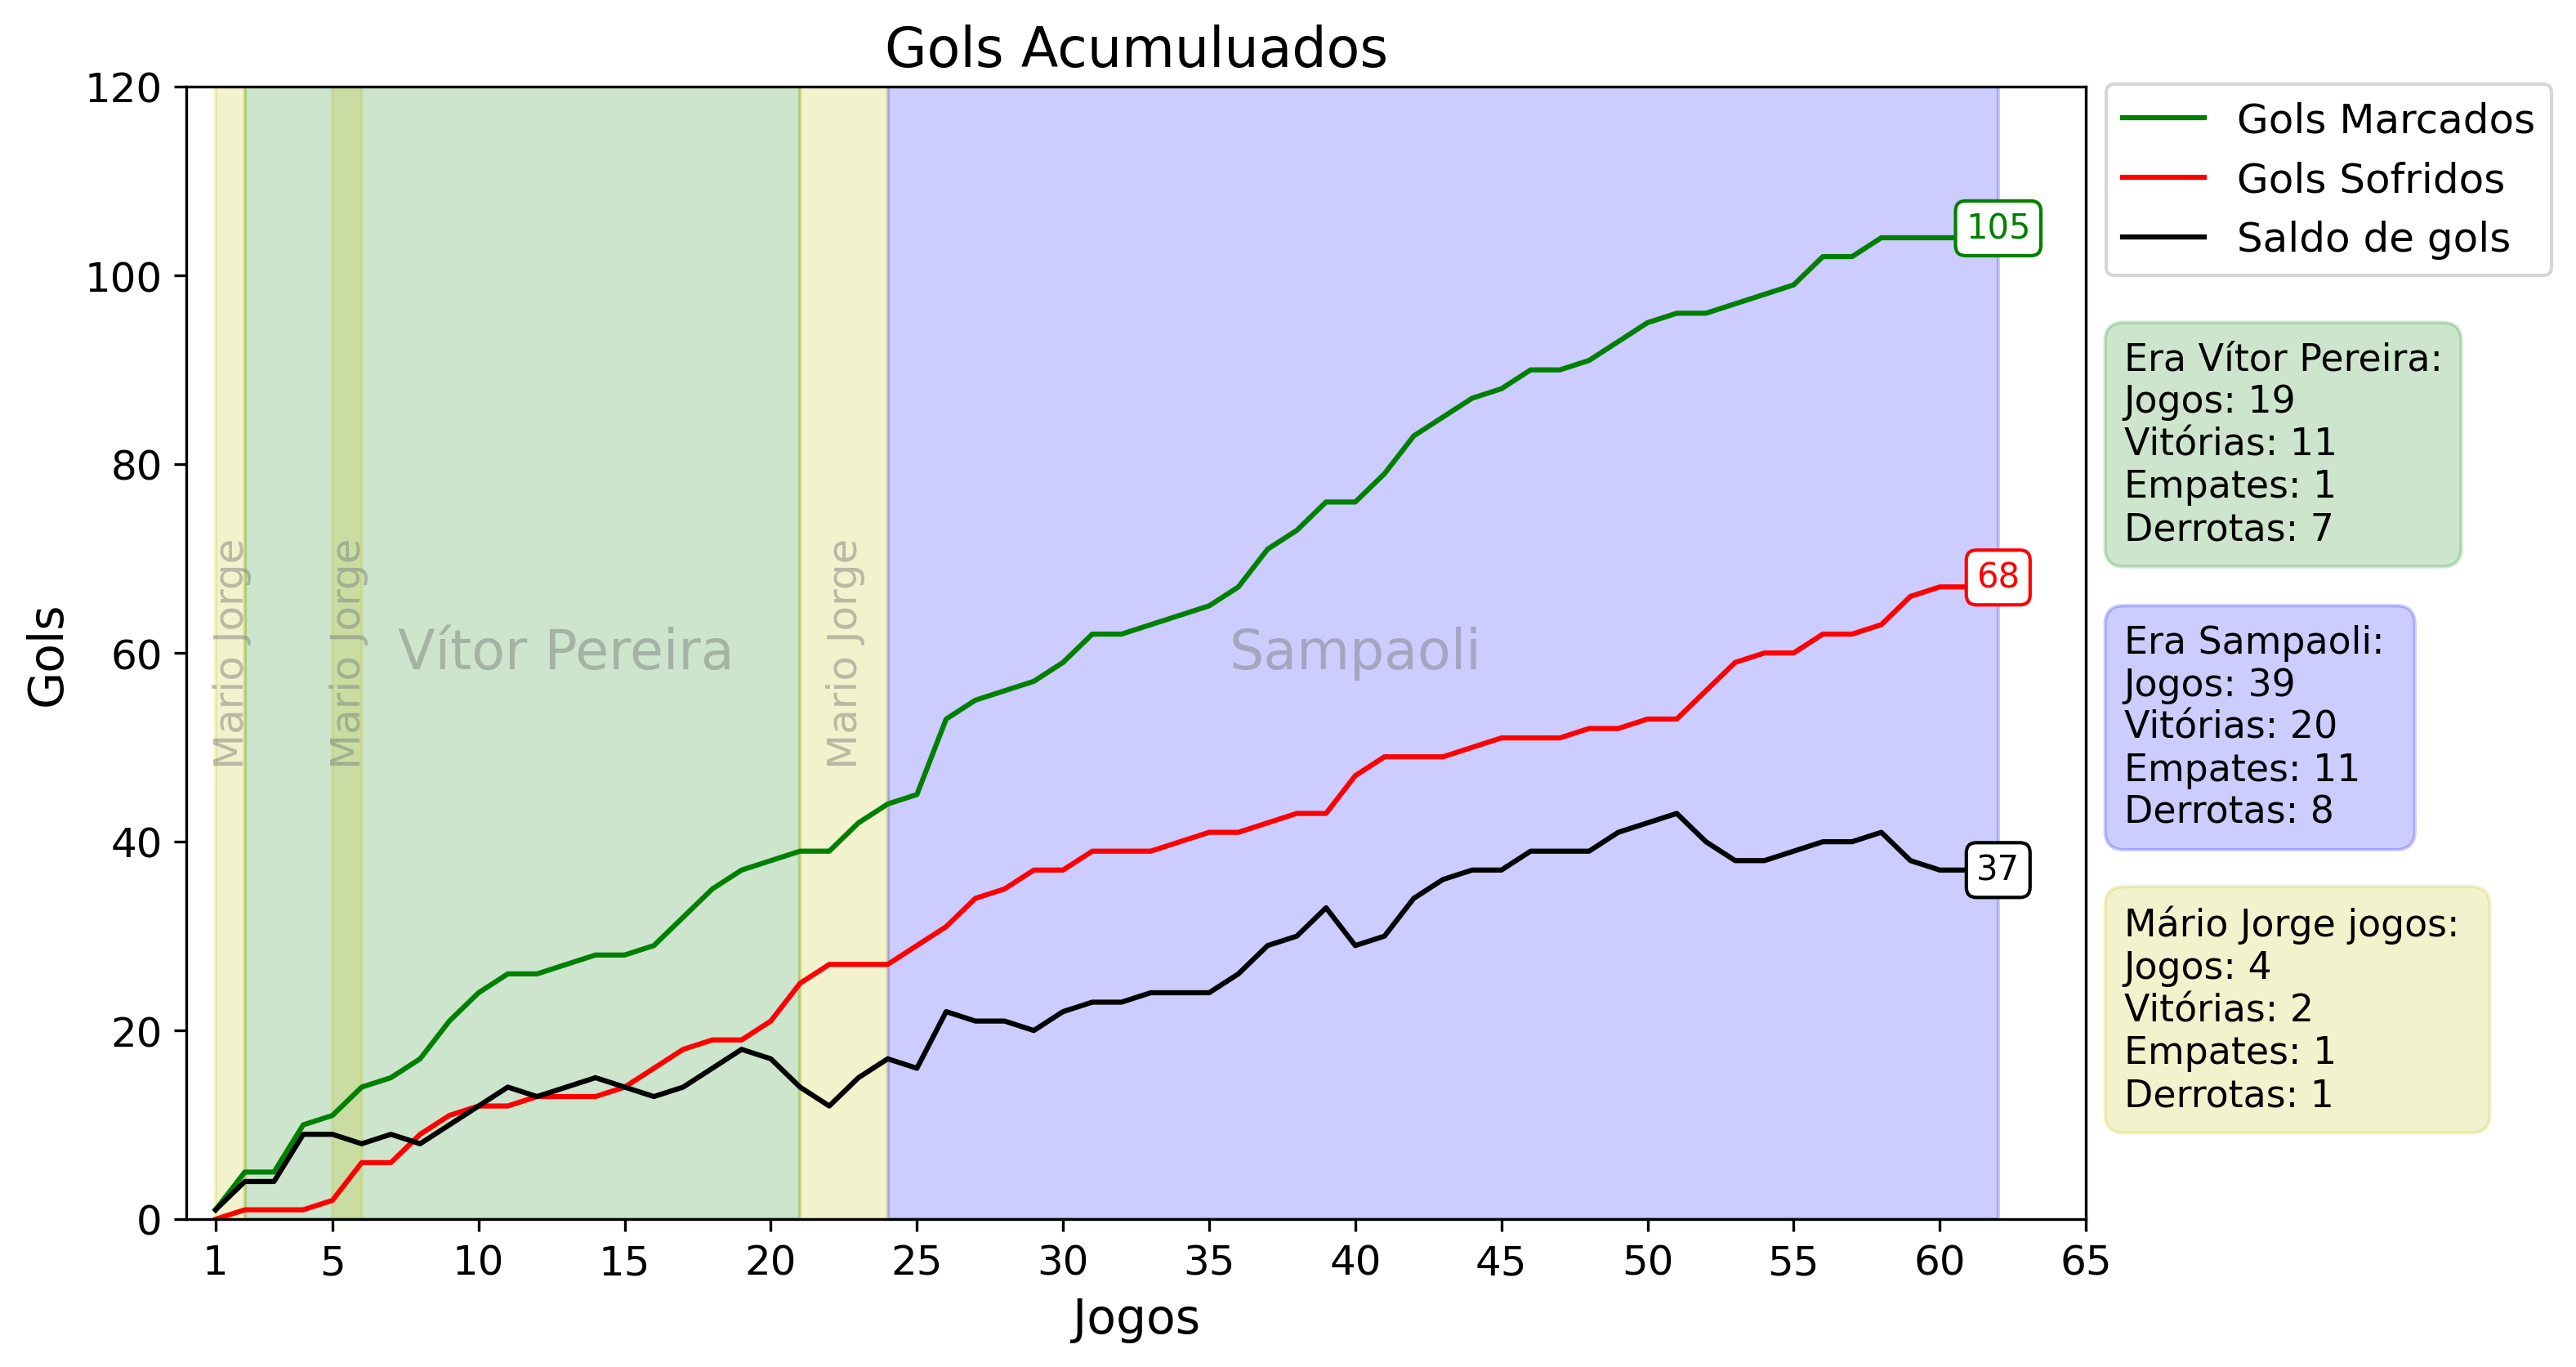 Gols Acumuluados
120
100
80
60
40
20
0
Gols
1 5 10 15 20 25 30 35 40 45 50 55 60 65
Jogos
Mario Jorge
Mario Jorge
Vítor Pereira
Mario Jorge
Sampaoli
105
68
37
Gols Marcados
Gols Sofridos
Saldo de gols
Era Vítor Pereira:
Jogos: 19
Vitórias: 11
Empates: 1
Derrotas: 7
Era Sampaoli:
Jogos: 39
Vitórias: 20
Empates: 11
Derrotas: 8
Mário Jorge jogos:
Jogos: 4
Vitórias: 2
Empates: 1
Derrotas: 1